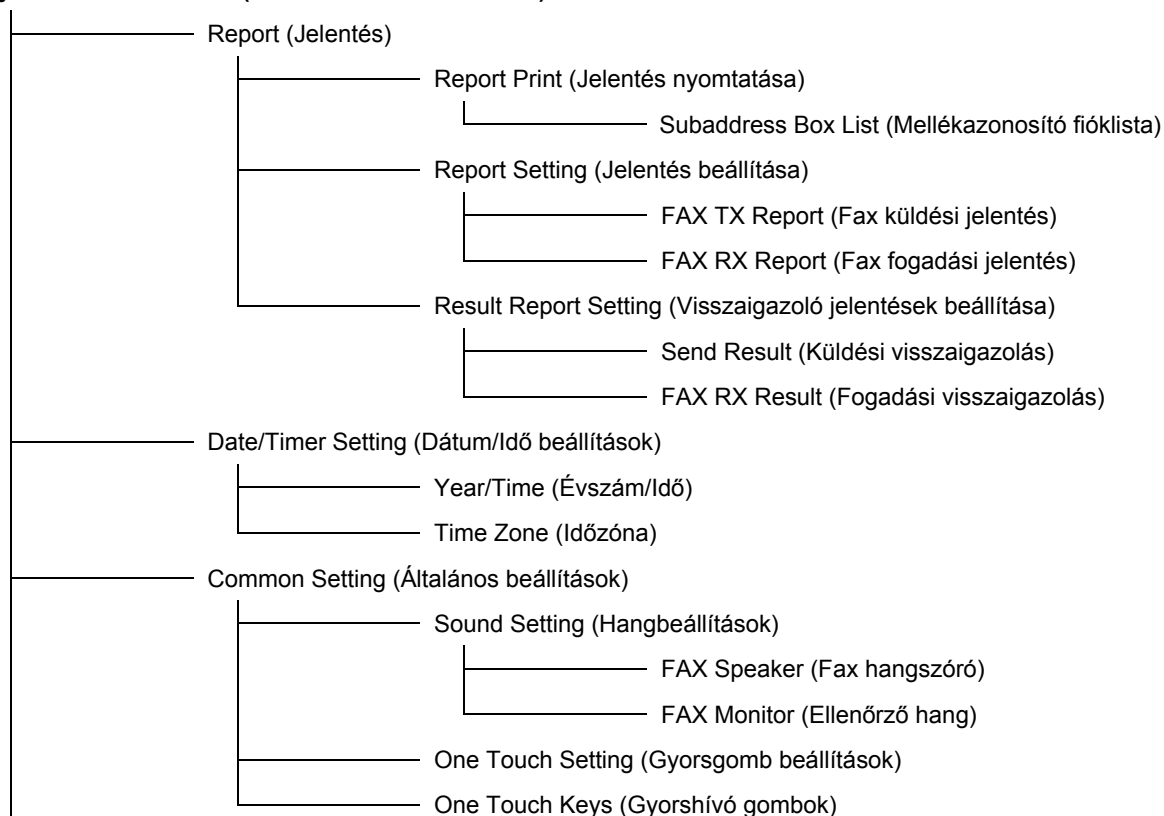 Report (Jelentés)
Report Print (Jelentés nyomtatása)
Subaddress Box List (Mellékazonosító fióklista)
Report Setting (Jelentés beállítása)
FAX TX Report (Fax küldési jelentés)
FAX RX Report (Fax fogadási jelentés)
Result Report Setting (Visszaigazoló jelentések beállítása)
Send Result (Küldési visszaigazolás)
FAX RX Result (Fogadási visszaigazolás)
Date/Timer Setting (Dátum/Idő beállítások)
Year/Time (Évszám/Idő)
Time Zone (Időzóna)
Common Setting (Általános beállítások)
Sound Setting (Hangbeállítások)
FAX Speaker (Fax hangszóró)
FAX Monitor (Ellenőrző hang)
One Touch Setting (Gyorsgomb beállítások)
One Touch Keys (Gyorshívó gombok)